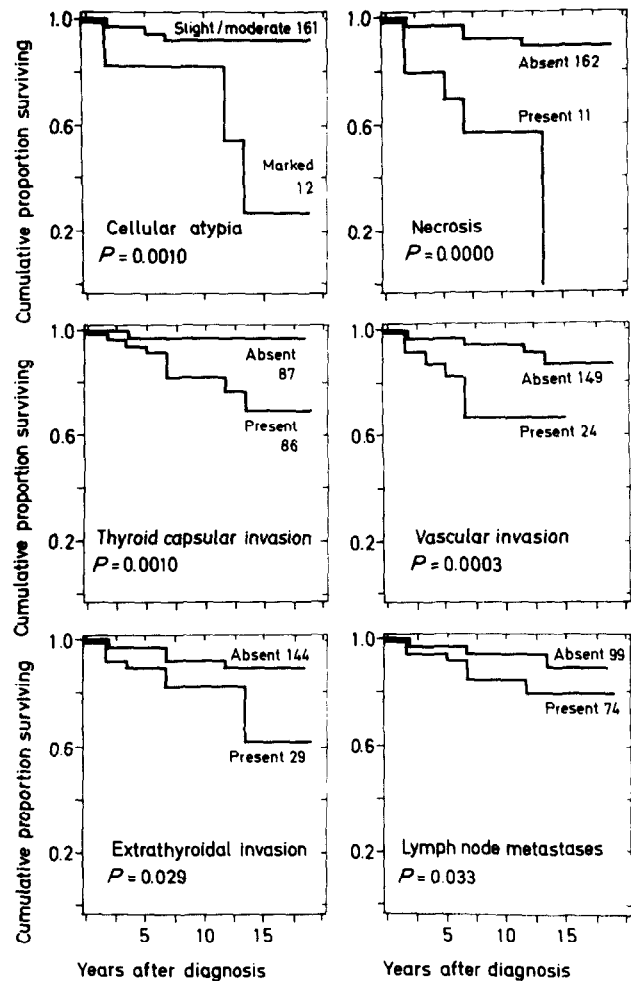 Cumulative proportion surviving
1.0
0.6
0.2
Slight/moderate 161
Marked
12
Cellular atypia
P = 0.0010
1.0
0.6
0.2
Absent 162
Present 11
Necrosis
P = 0.0000
Cumulative proportion surviving
1.0
0.6
0.2
Absent
87
Present
86
Thyroid capsular invasion
P = 0.0010
1.0
0.6
0.2
Absent 149
Present 24
Vascular invasion
P = 0.0003
Cumulative proportion surviving
1.0
0.6
0.2
Absent 144
Present 29
Extrathyroidal invasion
P = 0.029
5 10 15
Years after diagnosis
1.0
0.6
0.2
Absent 99
Present 74
Lymph node metastases
P = 0.033
5 10 15
Years after diagnosis